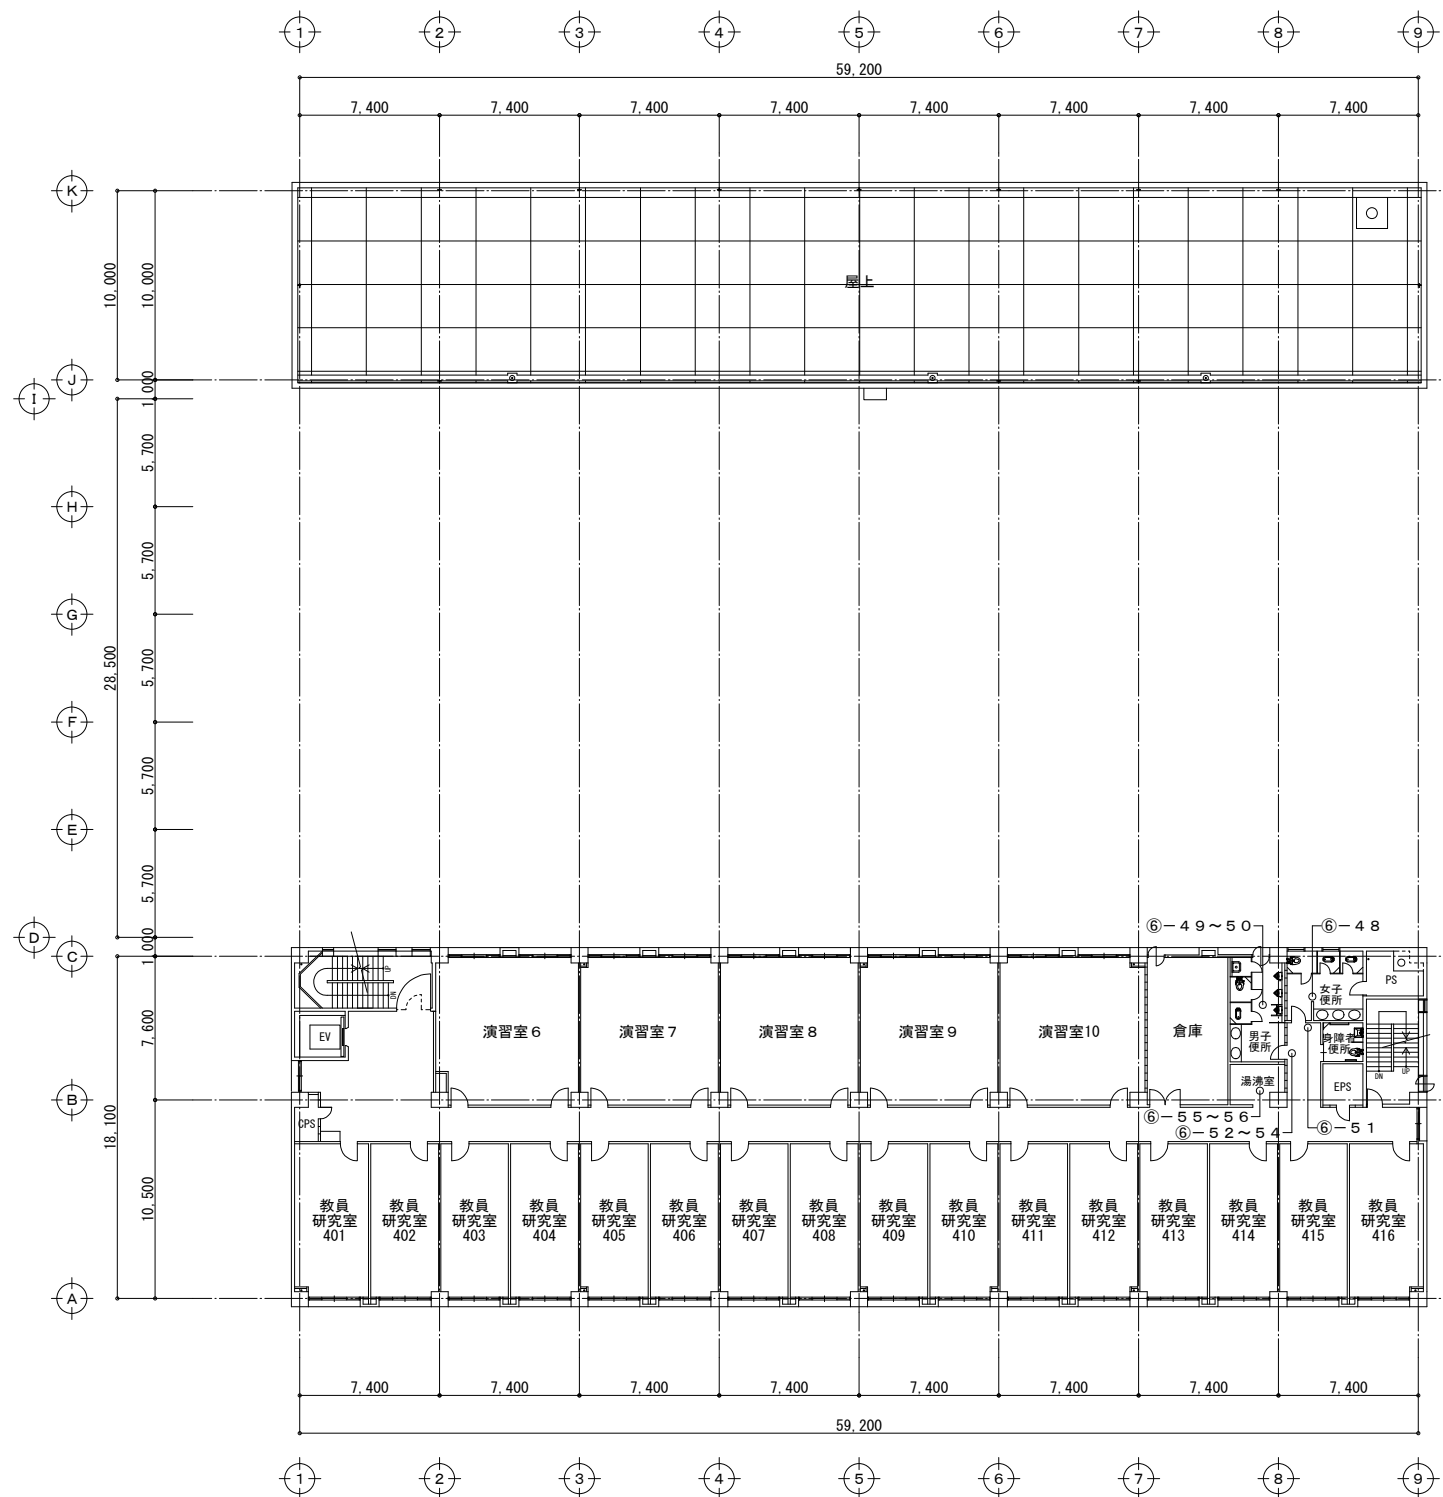 1 2 3 4 5 6 7 8 9
59,200
7,400 7,400 7,400 7,400 7,400 7,400 7,400 7,400
K
10,000
10,000
屋上
J
1,000
I
5,700
H
5,700
G
28,500
5,700
F
5,700
E
5,700
D
1,000
C
⑥－49～50
⑥－48
UP
DN
PS
女子
便所
7,600
EV
演習室6
演習室7
演習室8
演習室9
演習室10
倉庫
男子
便所
身障者
便所
湯沸室
DN
UP
EPS
B
18,100
CPS
⑥－55～56
⑥－52～54
⑥－51
10,500
教員
研究室
401
教員
研究室
402
教員
研究室
403
教員
研究室
404
教員
研究室
405
教員
研究室
406
教員
研究室
407
教員
研究室
408
教員
研究室
409
教員
研究室
410
教員
研究室
411
教員
研究室
412
教員
研究室
413
教員
研究室
414
教員
研究室
415
教員
研究室
416
A
7,400 7,400 7,400 7,400 7,400 7,400 7,400 7,400
59,200
1 2 3 4 5 6 7 8 9